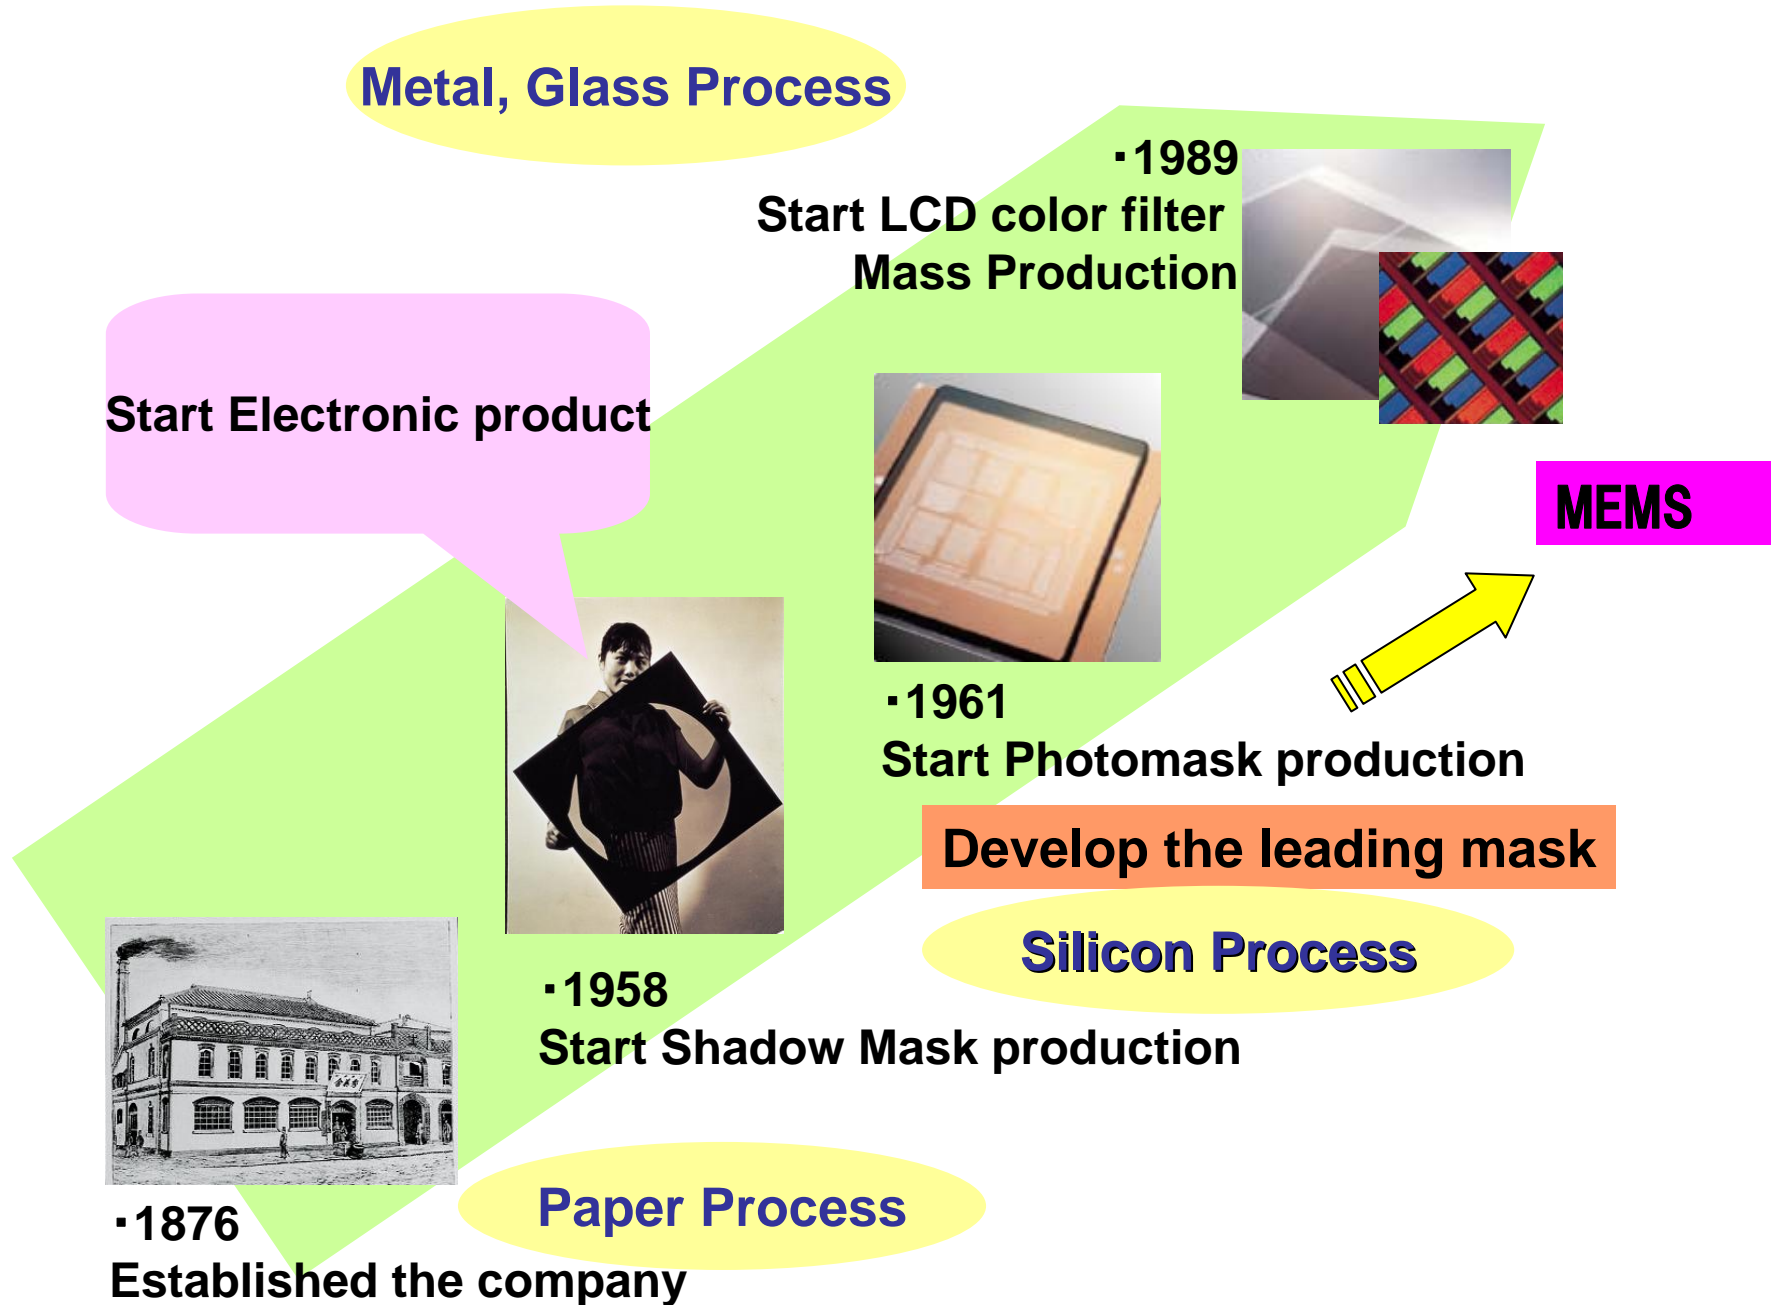 Metal, Glass Process
▪1989
Start LCD color filter
Mass Production
Start Electronic product
MEMS
▪1961
Start Photomask production
Develop the leading mask
Silicon Process
▪1958
Start Shadow Mask production
Paper Process
▪1876
Established the company